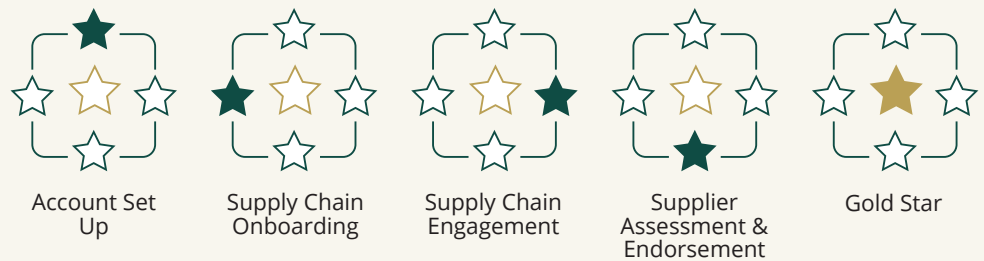 Account Set
Up
Supply Chain
Onboarding
Supply Chain
Engagement
Supplier
Assessment &
Endorsement
Gold Star